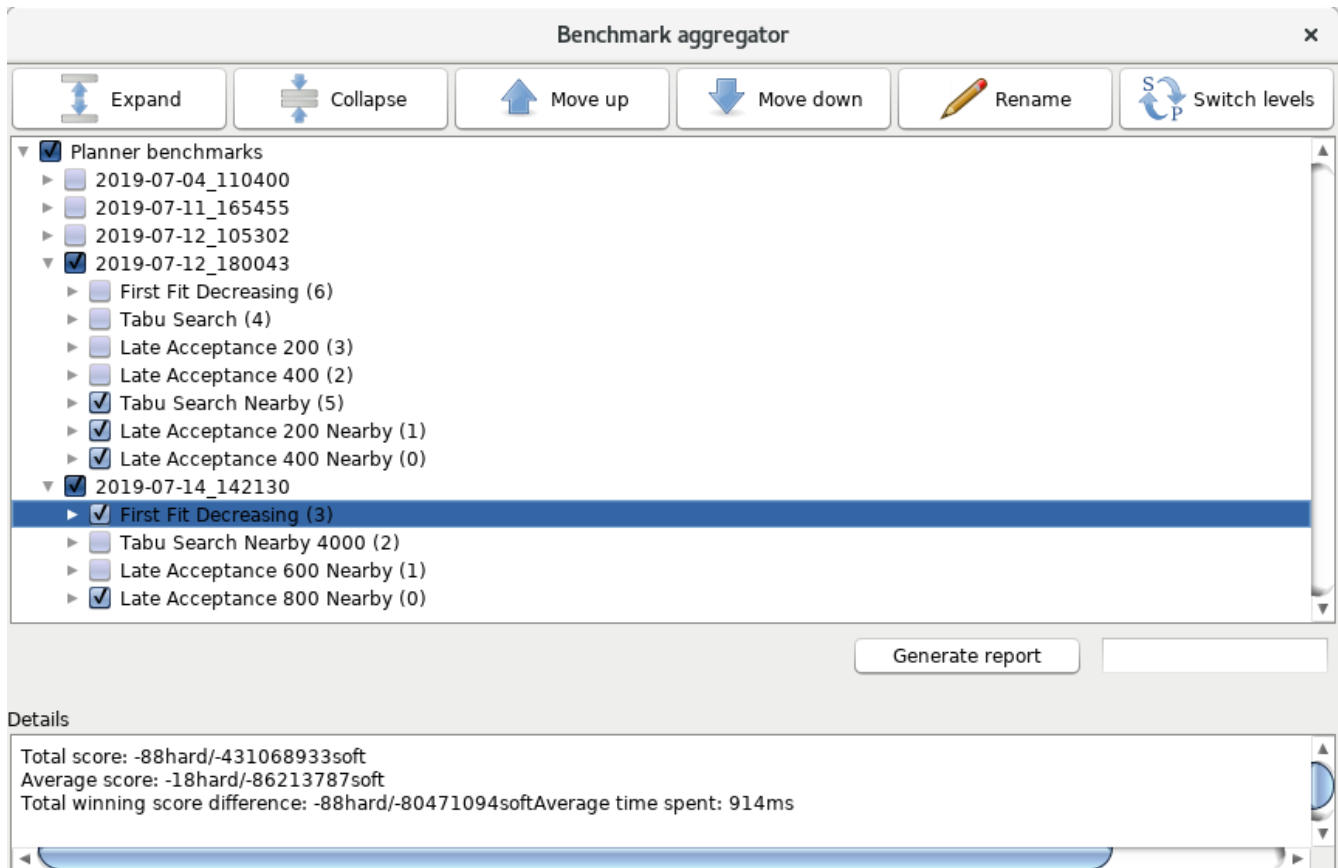 Benchmark aggregator ×
Expand Collapse Move up Move down Rename S P Switch levels
Planner benchmarks
2019-07-04_110400
2019-07-11_165455
2019-07-12_105302
2019-07-12_180043
First Fit Decreasing (6)
Tabu Search (4)
Late Acceptance 200 (3)
Late Acceptance 400 (2)
Tabu Search Nearby (5)
Late Acceptance 200 Nearby (1)
Late Acceptance 400 Nearby (0)
2019-07-14_142130
First Fit Decreasing (3)
Tabu Search Nearby 4000 (2)
Late Acceptance 600 Nearby (1)
Late Acceptance 800 Nearby (0)
Generate report
Details
Total score: -88hard/-431068933soft
Average score: -18hard/-86213787soft
Total winning score difference: -88hard/-80471094softAverage time spent: 914ms